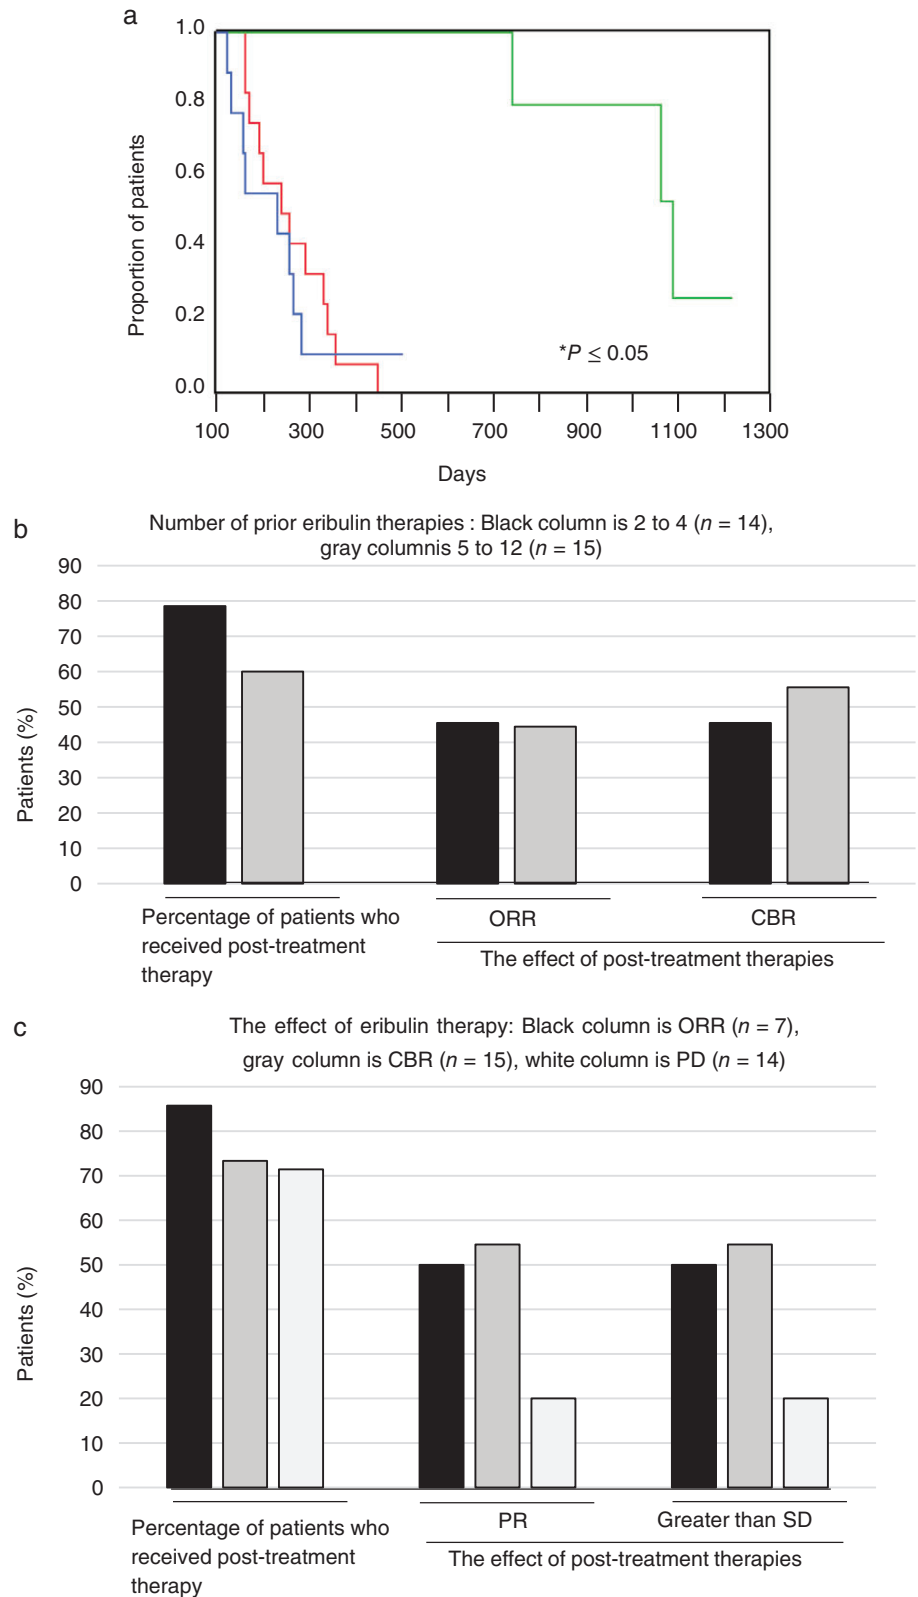 a
1.0
0.8
0.6
0.4
0.2
0.0
Proportion of patients
*P ≤ 0.05
100 300 500 700 900 1100 1300
Days
b
Number of prior eribulin therapies : Black column is 2 to 4 (n = 14),
gray columnis 5 to 12 (n = 15)
90
80
70
60
50
40
30
20
10
0
Patients (%)
Percentage of patients who
received post-treatment
therapy
ORR
CBR
The effect of post-treatment therapies
c
The effect of eribulin therapy: Black column is ORR (n = 7),
gray column is CBR (n = 15), white column is PD (n = 14)
90
80
70
60
50
40
30
20
10
0
Patients (%)
Percentage of patients who
received post-treatment
therapy
PR
Greater than SD
The effect of post-treatment therapies